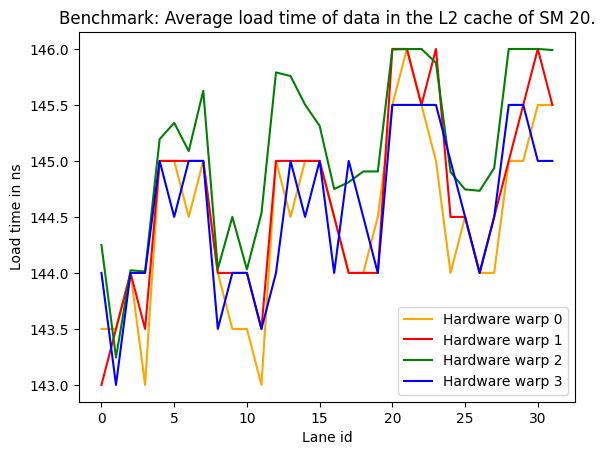 Benchmark: Average load time of data in the L2 cache of SM 20.
146.0
145.5
145.0
144.5
144.0
143.5
143.0
Load time in ns
Hardware warp 0
Hardware warp 1
Hardware warp 2
Hardware warp 3
0 5 10 15 20 25 30
Lane id